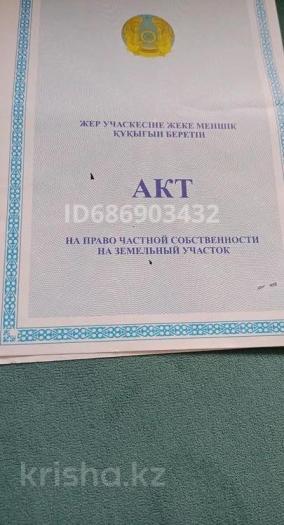 ЖЕР УЧАСКЕСІНЕ ЖЕКЕ МЕНШІК
ҚҰҚЫҒЫН БЕРЕТІН
АКТ
ID686903432
НА ПРАВО ЧАСТНОЙ СОБСТВЕННОСТИ
НА ЗЕМЕЛЬНЫЙ УЧАСТОК
krisha.kz